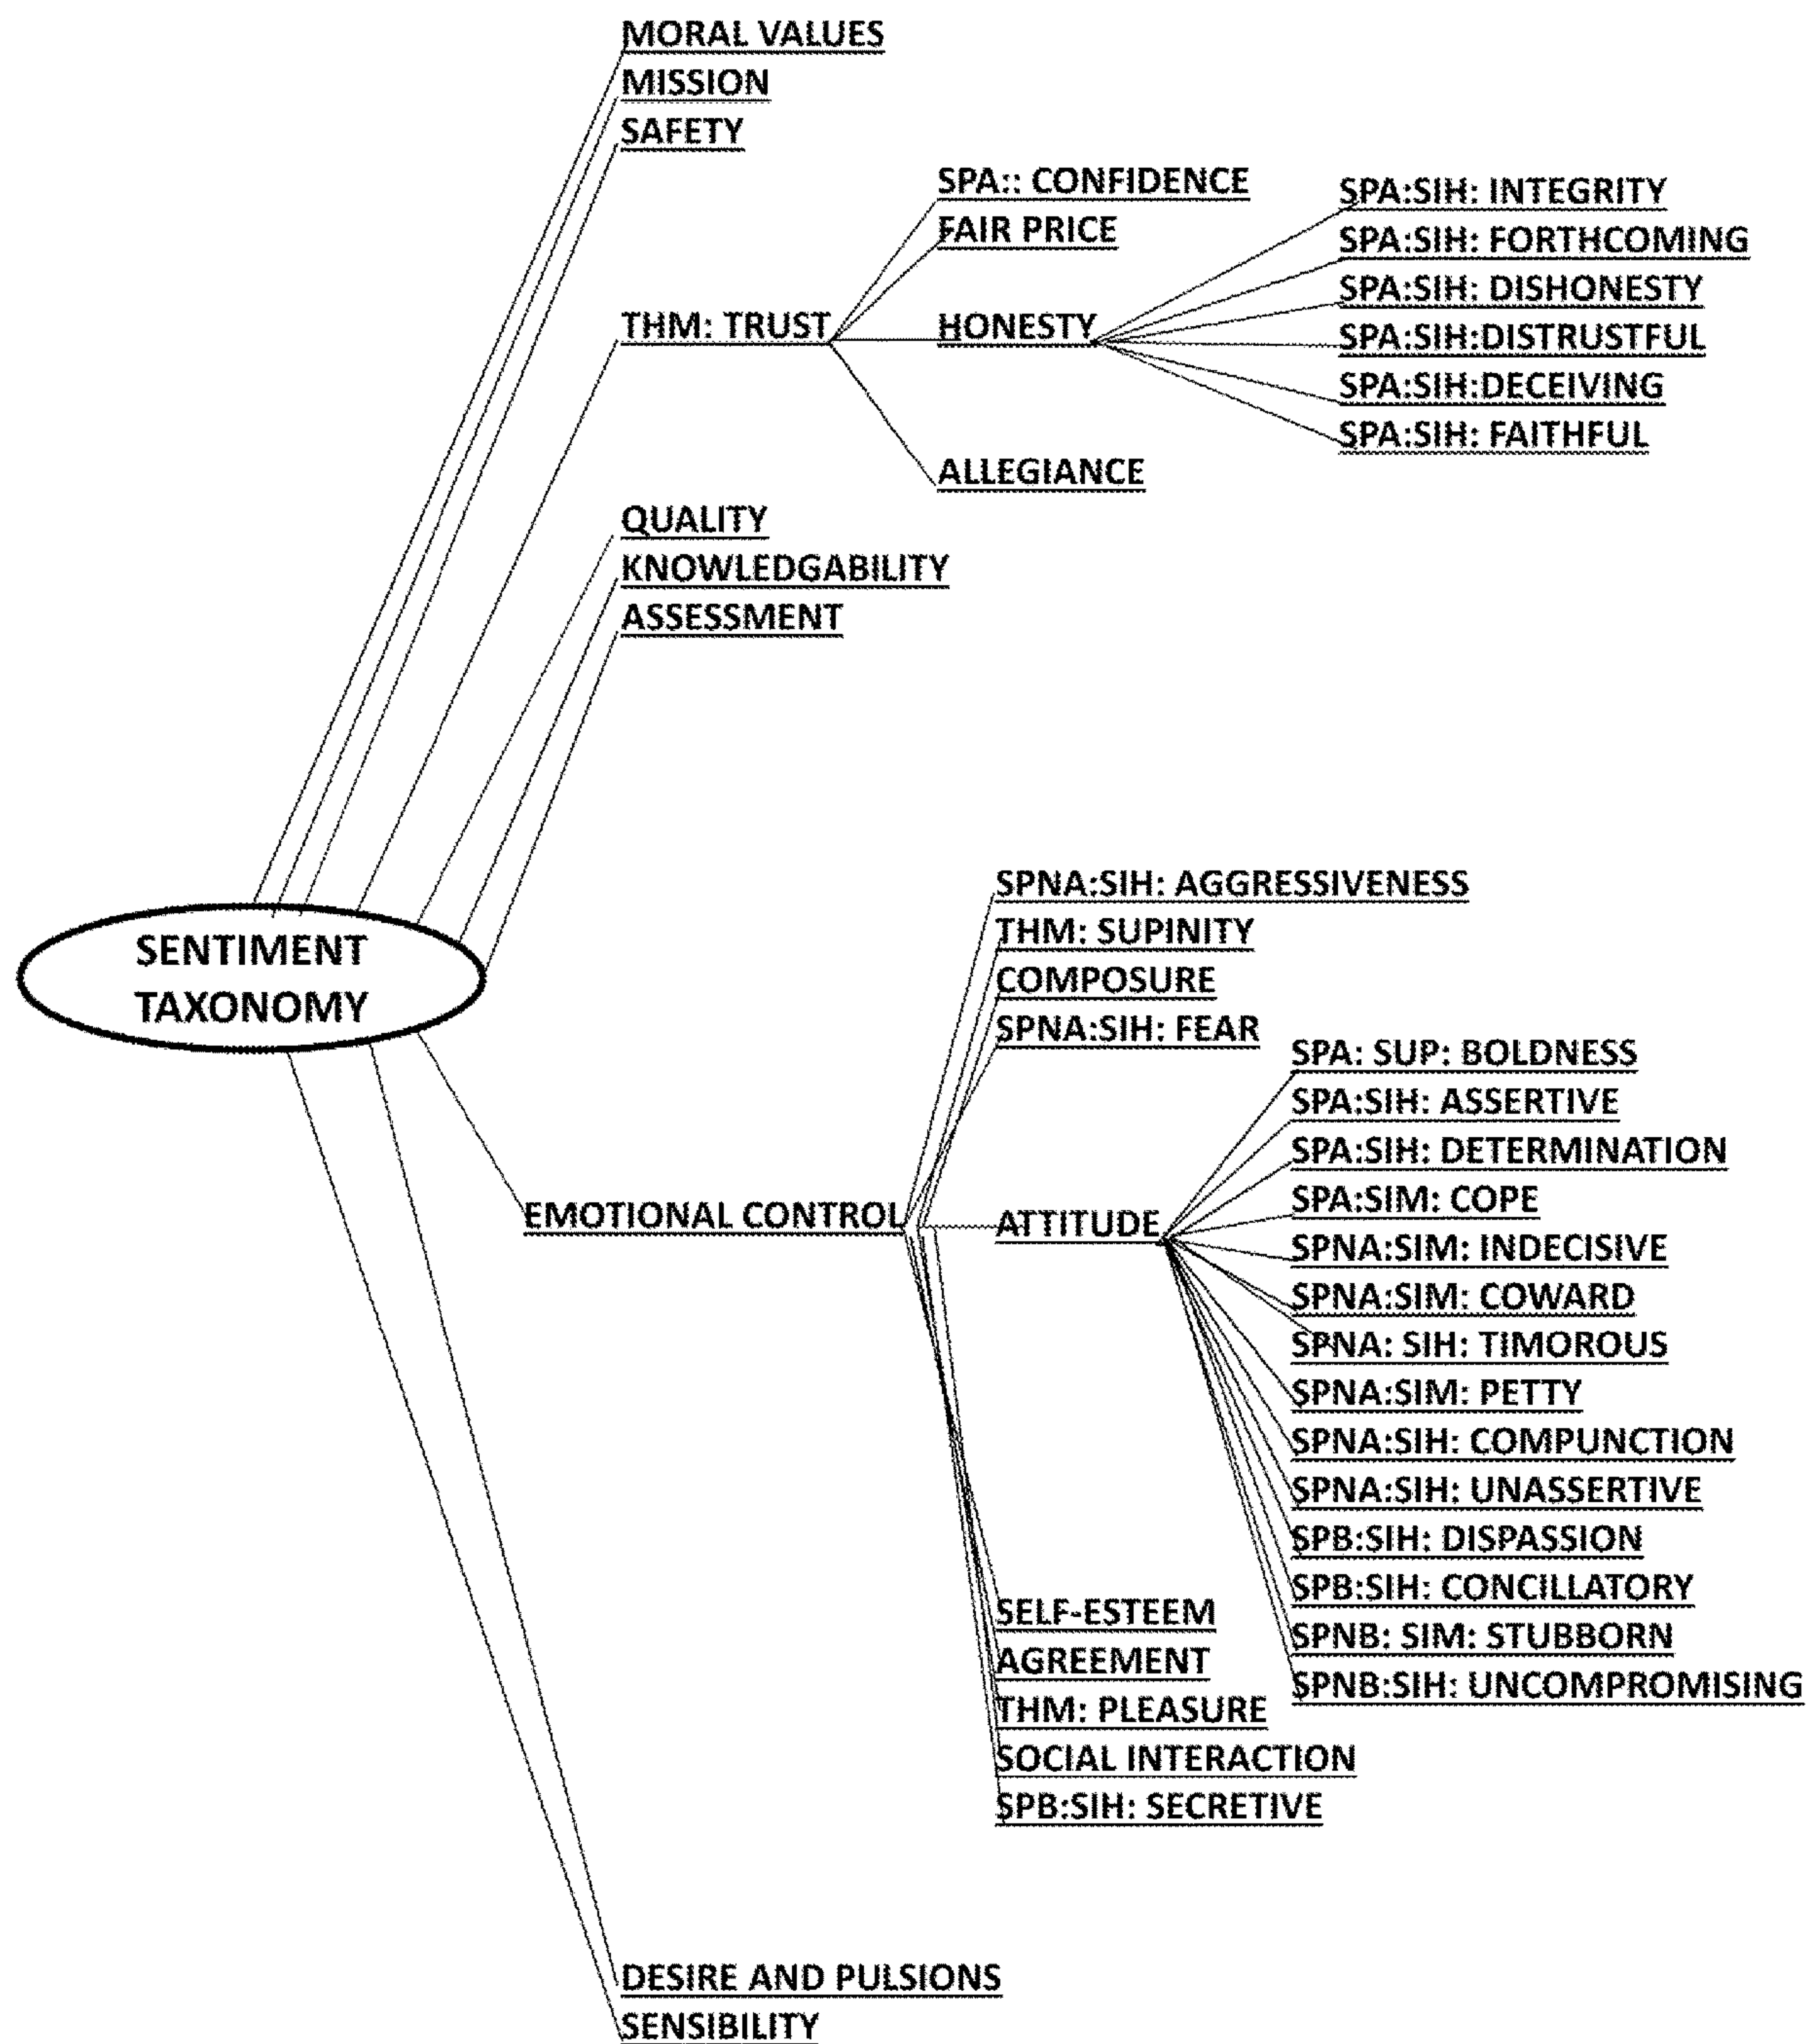 MORAL VALUES
MISSION
SAFETY
SPA:: CONFIDENCE
FAIR PRICE
THM: TRUST
HONESTY
ALLEGIANCE
SPA:SIH: INTEGRITY
SPA:SIH: FORTHCOMING
SPA:SIH: DISHONESTY
SPA:SIH:DISTRUSTFUL
SPA:SIH:DECEIVING
SPA:SIH: FAITHFUL
QUALITY
KNOWLEDGABILITY
ASSESSMENT
SENTIMENT
TAXONOMY
EMOTIONAL CONTROL
SPNA:SIH: AGGRESSIVENESS
THM: SUPINITY
COMPOSURE
SPNA:SIH: FEAR
ATTITUDE
SPA: SUP: BOLDNESS
SPA:SIH: ASSERTIVE
SPA:SIH: DETERMINATION
SPA:SIM: COPE
SPNA:SIM: INDECISIVE
SPNA:SIM: COWARD
SPNA: SIH: TIMOROUS
SPNA:SIM: PETTY
SPNA:SIH: COMPUNCTION
SPNA:SIH: UNASSERTIVE
SPB:SIH: DISPASSION
SPB:SIH: CONCILLATORY
SPNB: SIM: STUBBORN
SPNB:SIH: UNCOMPROMISING
SELF-ESTEEM
AGREEMENT
THM: PLEASURE
SOCIAL INTERACTION
SPB:SIH: SECRETIVE
DESIRE AND PULSIONS
SENSIBILITY